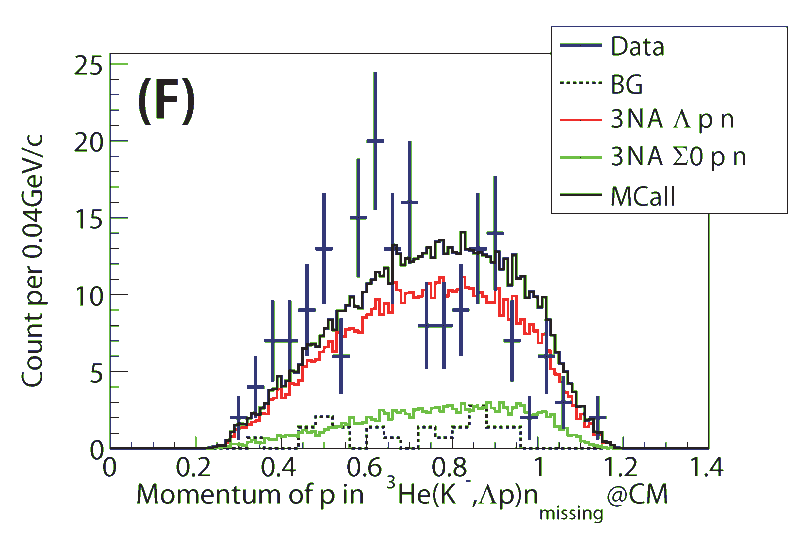 (F)
Data
BG
3NA Λ p n
3NA Σ0 p n
MCall
Count per 0.04GeV/c
25
20
15
10
5
0
0 0.2 0.4 0.6 0.8 1 1.2 1.4
Momentum of p in ³He(K⁻,Λp)n_missing@CM